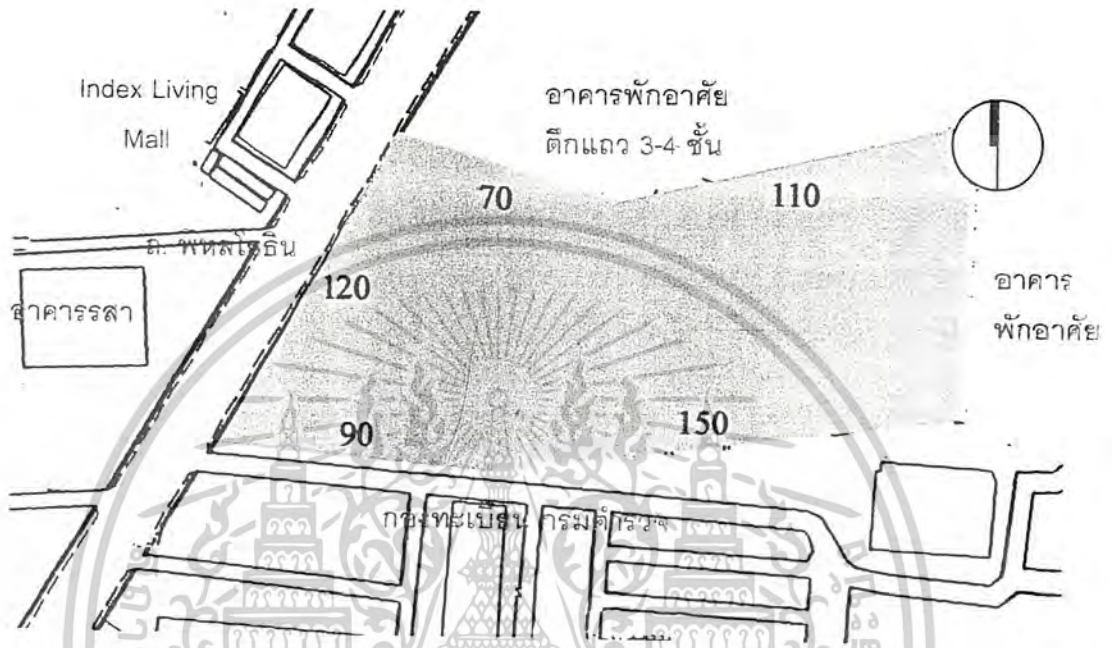 Index Living
Mall
อาคารพักอาศัย
ตึกแถว 3-4 ชั้น
70
110
ถ. พหลโยธิน
120
อาคาร
พักอาศัย
อาคารรสา
90
150
กองทะเบียน กรมตำรวจ